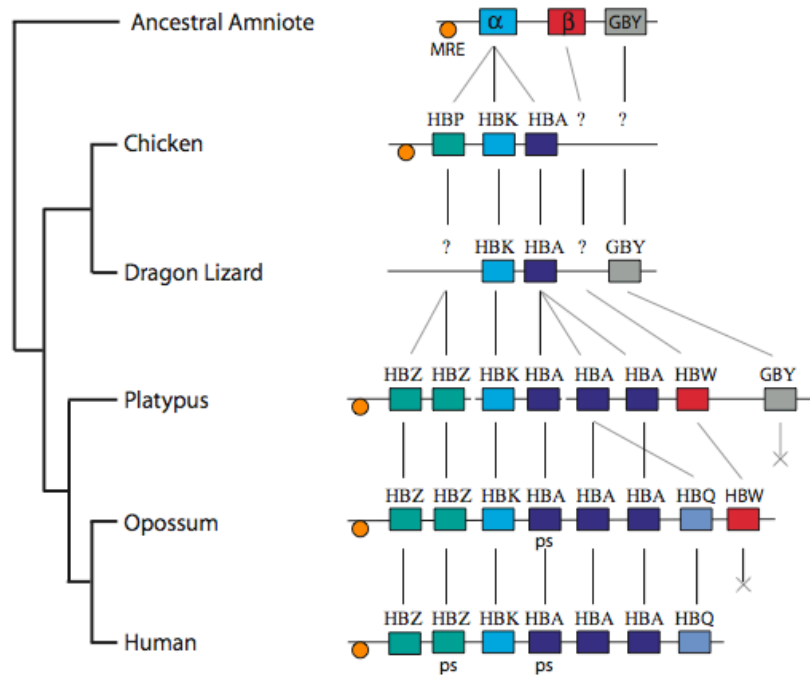 Ancestral Amniote α β GBY
MRE
Chicken HBP HBK HBA ? ?
Dragon Lizard ? HBK HBA ? GBY
Platypus HBZ HBZ HBK HBA HBA HBA HBW GBY
Opossum HBZ HBZ HBK HBA HBA HBA HBQ HBW
ps
Human HBZ HBZ HBK HBA HBA HBA HBQ
ps ps